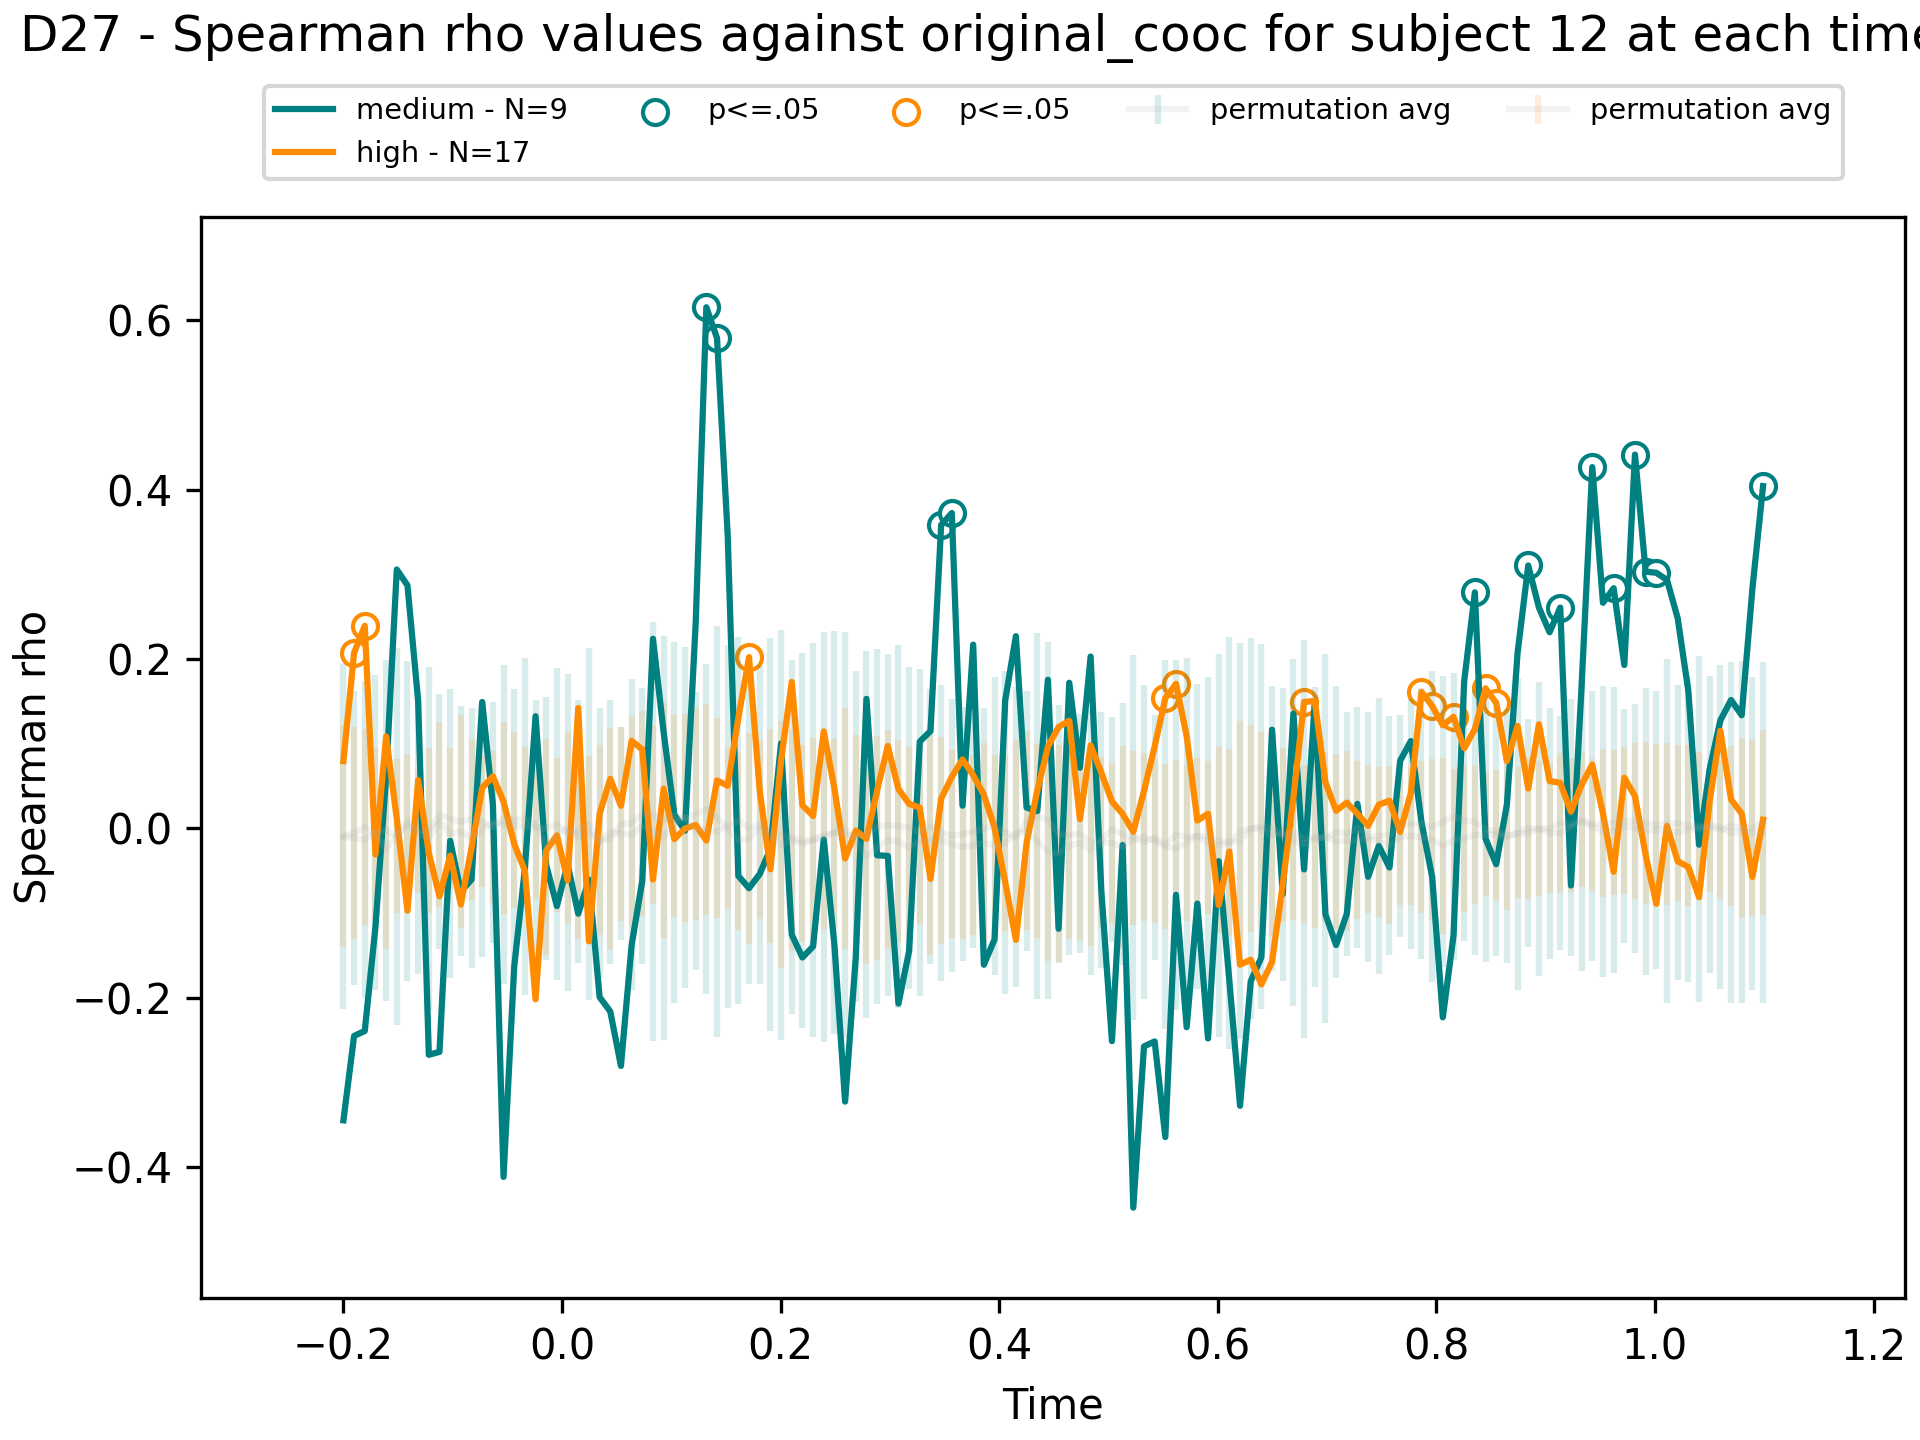 D27 - Spearman rho values against original_cooc for subject 12 at each time
medium - N=9
high - N=17
p<=.05
p<=.05
permutation avg
permutation avg
Spearman rho
0.6
0.4
0.2
0.0
−0.2
−0.4
−0.2 0.0 0.2 0.4 0.6 0.8 1.0 1.2
Time